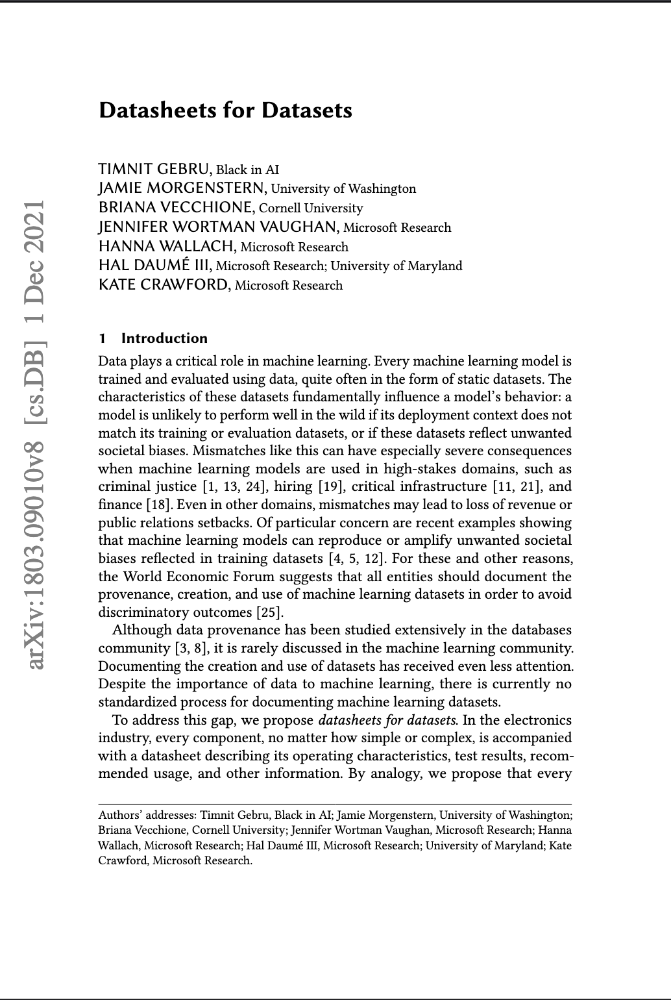 Datasheets for Datasets
TIMNIT GEBRU, Black in AI
JAMIE MORGENSTERN, University of Washington
BRIANA VECCHIONE, Cornell University
JENNIFER WORTMAN VAUGHAN, Microsoft Research
HANNA WALLACH, Microsoft Research
HAL DAUMÉ III, Microsoft Research; University of Maryland
KATE CRAWFORD, Microsoft Research
arXiv:1803.09010v8 [cs.DB] 1 Dec 2021
1 Introduction
Data plays a critical role in machine learning. Every machine learning model is
trained and evaluated using data, quite often in the form of static datasets. The
characteristics of these datasets fundamentally influence a model’s behavior: a
model is unlikely to perform well in the wild if its deployment context does not
match its training or evaluation datasets, or if these datasets reflect unwanted
societal biases. Mismatches like this can have especially severe consequences
when machine learning models are used in high-stakes domains, such as
criminal justice [1, 13, 24], hiring [19], critical infrastructure [11, 21], and
finance [18]. Even in other domains, mismatches may lead to loss of revenue or
public relations setbacks. Of particular concern are recent examples showing
that machine learning models can reproduce or amplify unwanted societal
biases reflected in training datasets [4, 5, 12]. For these and other reasons,
the World Economic Forum suggests that all entities should document the
provenance, creation, and use of machine learning datasets in order to avoid
discriminatory outcomes [25].
Although data provenance has been studied extensively in the databases
community [3, 8], it is rarely discussed in the machine learning community.
Documenting the creation and use of datasets has received even less attention.
Despite the importance of data to machine learning, there is currently no
standardized process for documenting machine learning datasets.
To address this gap, we propose datasheets for datasets. In the electronics
industry, every component, no matter how simple or complex, is accompanied
with a datasheet describing its operating characteristics, test results, recom-
mended usage, and other information. By analogy, we propose that every
Authors’ addresses: Timnit Gebru, Black in AI; Jamie Morgenstern, University of Washington;
Briana Vecchione, Cornell University; Jennifer Wortman Vaughan, Microsoft Research; Hanna
Wallach, Microsoft Research; Hal Daumé III, Microsoft Research; University of Maryland; Kate
Crawford, Microsoft Research.